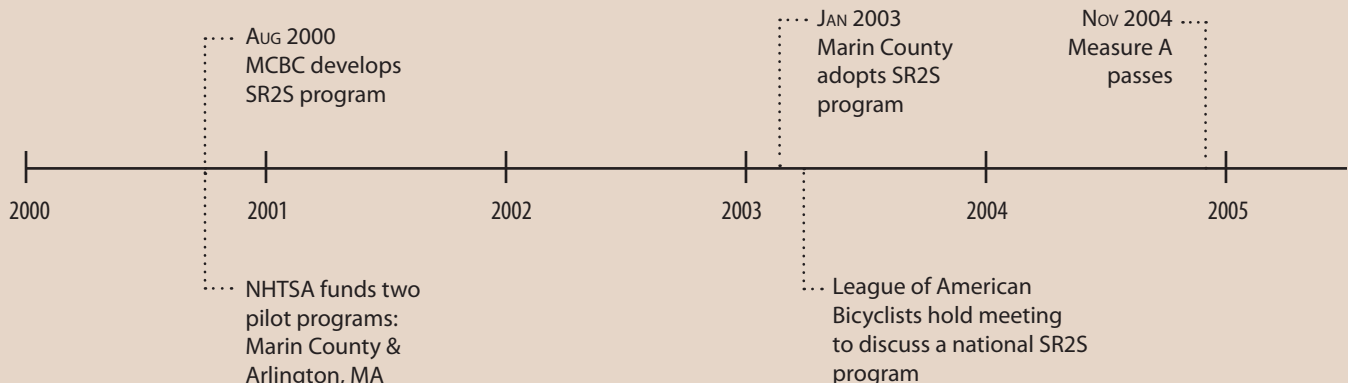 Aug 2000
MCBC develops
SR2S program
Jan 2003
Marin County
adopts SR2S
program
Nov 2004
Measure A
passes
2000
2001
2002
2003
2004
2005
NHTSA funds two
pilot programs:
Marin County &
Arlington, MA
League of American
Bicyclists hold meeting
to discuss a national SR2S
program